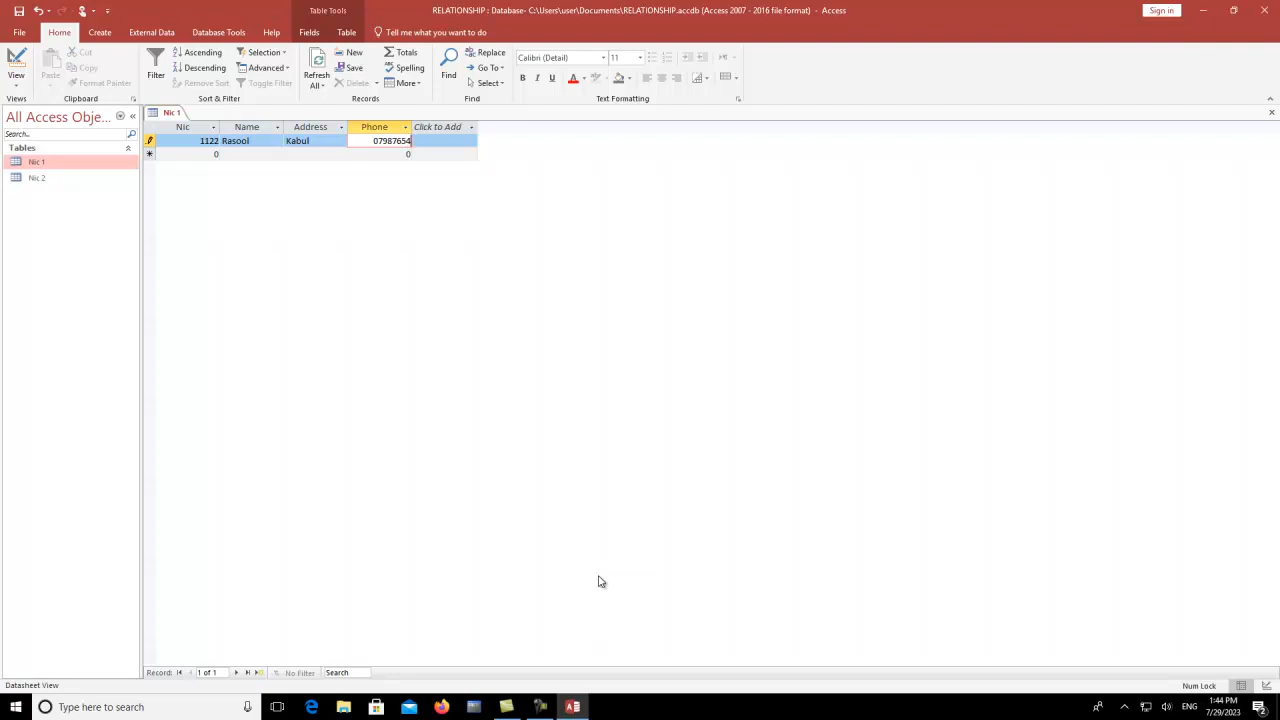 Table Tools
RELATIONSHIP : Database- C:\Users\user\Documents\RELATIONSHIP.accdb (Access 2007 - 2016 file format) - Access
Sign in
File Home Create External Data Database Tools Help Fields Table Tell me what you want to do
View
Views
Paste
Cut
Copy
Format Painter
Clipboard
Filter
Ascending
Descending
Remove Sort
Selection
Advanced
Toggle Filter
Sort & Filter
Refresh
All
New
Save
Delete
Totals
Spelling
More
Records
Find
Replace
Go To
Select
Find
Calibri (Detail) 11
B I U A
Text Formatting
All Access Obje...
Search..
Tables
Nic 1
Nic 2
Nic 1
Nic Name Address Phone Click to Add
1122 Rasool Kabul 07987654
0 0
Record: 1 of 1 No Filter Search
Datasheet View
Num Lock
Type here to search
ENG
1:44 PM
7/29/2023
2